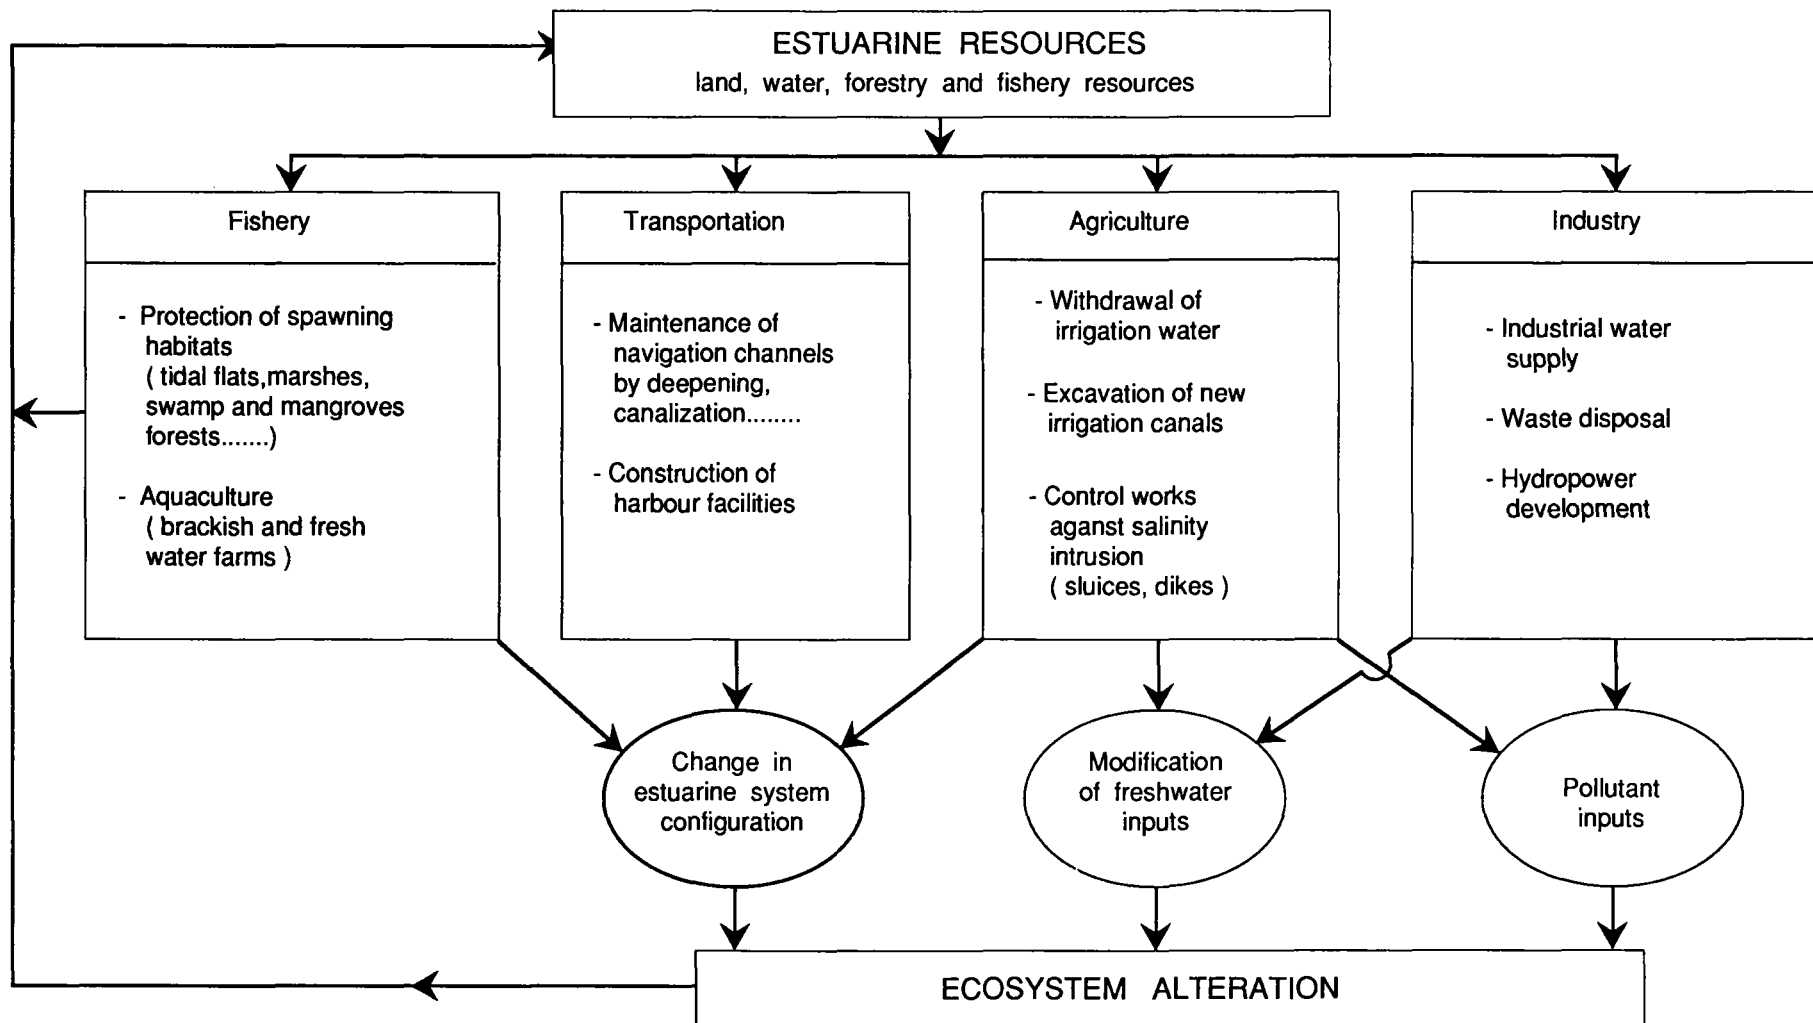 ESTUARINE RESOURCES
land, water, forestry and fishery resources
Fishery
- Protection of spawning
habitats
( tidal flats,marshes,
swamp and mangroves
forests.......)
- Aquaculture
( brackish and fresh
water farms )
Transportation
- Maintenance of
navigation channels
by deepening,
canalization........
- Construction of
harbour facilities
Agriculture
- Withdrawal of
irrigation water
- Excavation of new
irrigation canals
- Control works
aganst salinity
intrusion
( sluices, dikes )
Industry
- Industrial water
supply
- Waste disposal
- Hydropower
development
Change in
estuarine system
configuration
Modification
of freshwater
inputs
Pollutant
inputs
ECOSYSTEM ALTERATION